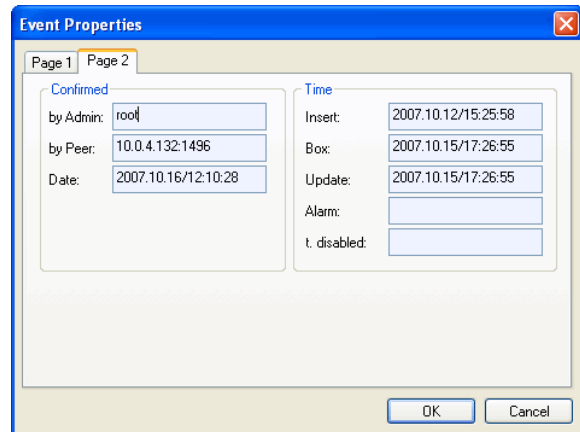 Event Properties
Page 1 Page 2
Confirmed
by Admin: root
by Peer: 10.0.4.132:1496
Date: 2007.10.16/12:10:28
Time
Insert: 2007.10.12/15:25:58
Box: 2007.10.15/17:26:55
Update: 2007.10.15/17:26:55
Alarm:
t. disabled:
OK Cancel